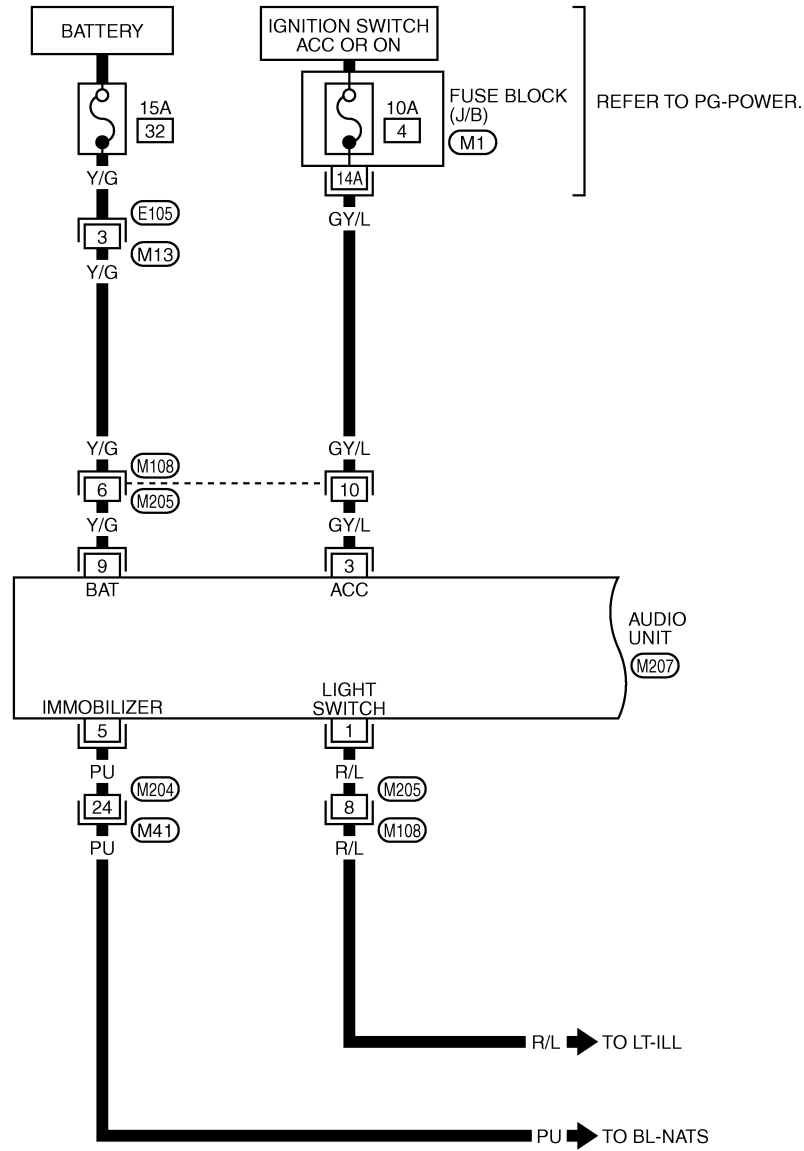 BATTERY
IGNITION SWITCH
ACC OR ON
15A
32
10A
4
FUSE BLOCK
(J/B)
M1
REFER TO PG-POWER.
14A
Y/G
GY/L
E105
3
M13
Y/G
Y/G
GY/L
M108
6
10
M205
Y/G
GY/L
9
3
BAT
ACC
AUDIO
UNIT
M207
IMMOBILIZER
LIGHT
SWITCH
5
1
PU
R/L
M204
M205
24
8
M41
M108
PU
R/L
R/L
TO LT-ILL
PU
TO BL-NATS